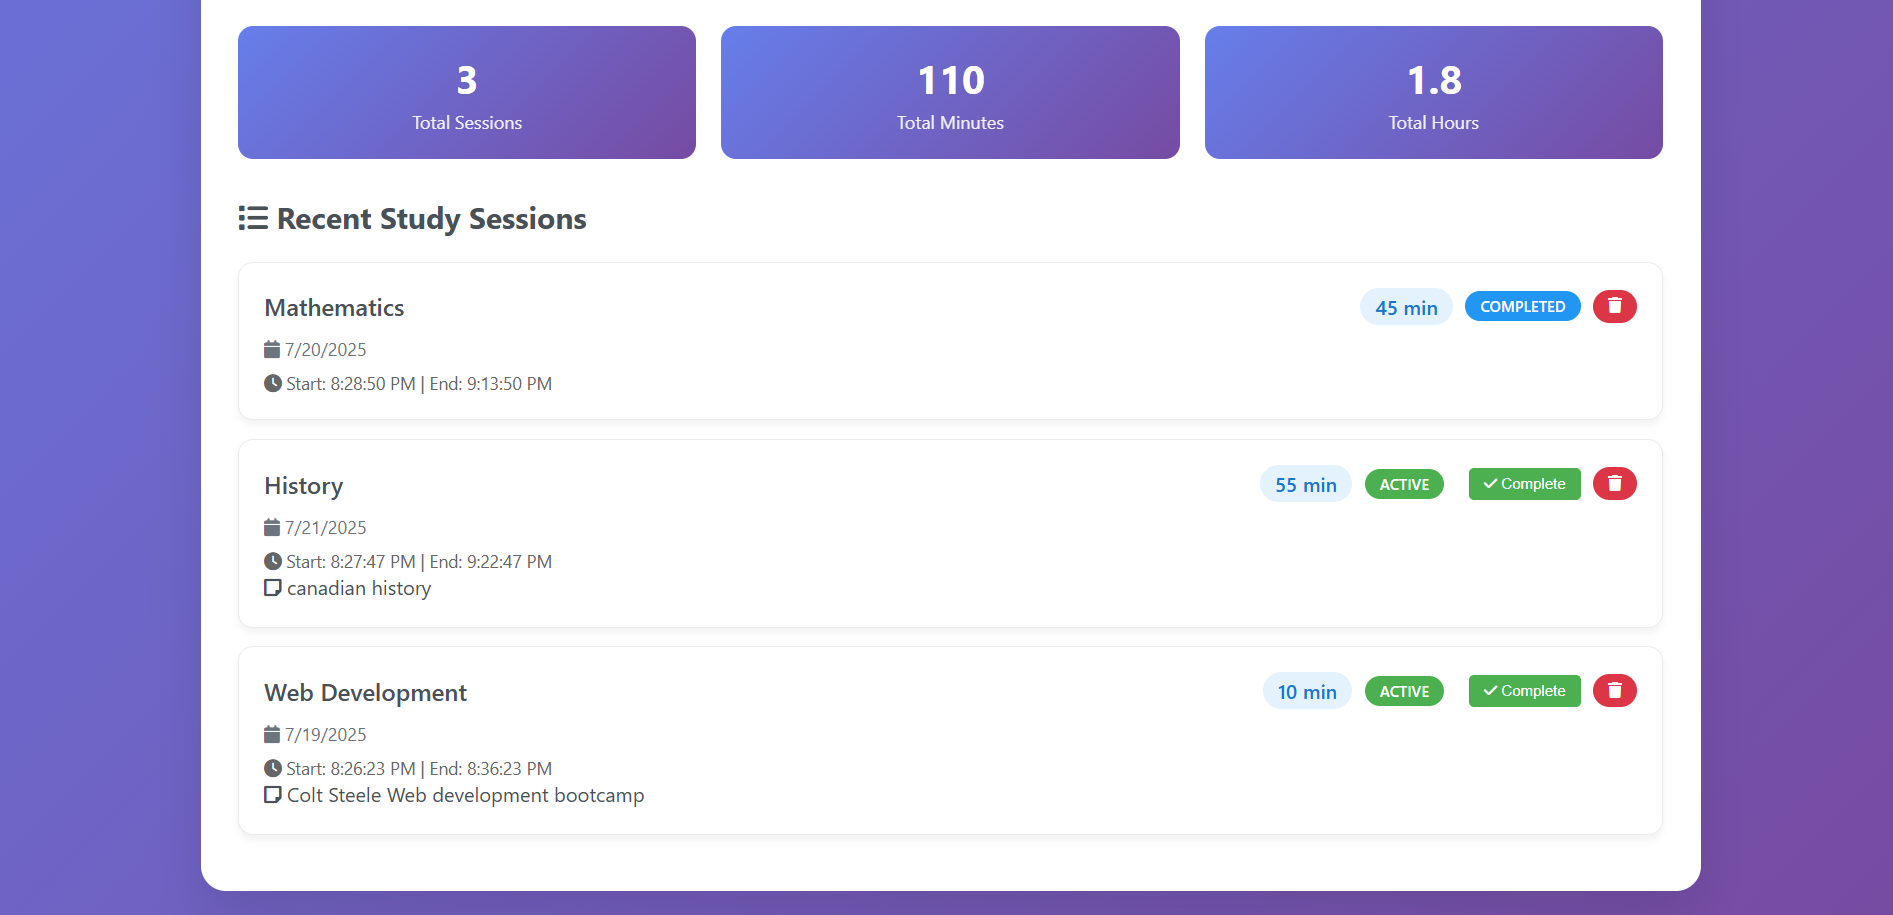 3
Total Sessions
110
Total Minutes
1.8
Total Hours
Recent Study Sessions
Mathematics
45 min
COMPLETED
7/20/2025
Start: 8:28:50 PM | End: 9:13:50 PM
History
55 min
ACTIVE
Complete
7/21/2025
Start: 8:27:47 PM | End: 9:22:47 PM
canadian history
Web Development
10 min
ACTIVE
Complete
7/19/2025
Start: 8:26:23 PM | End: 8:36:23 PM
Colt Steele Web development bootcamp